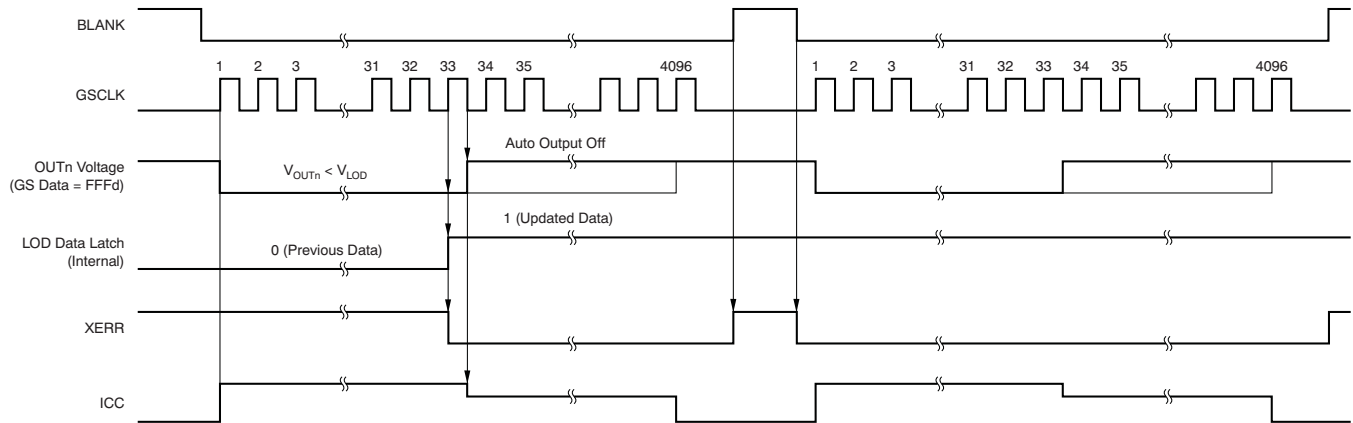 BLANK
1 2 3 31 32 33 34 35 4096 1 2 3 31 32 33 34 35 4096
GSCLK
Auto Output Off
OUTn Voltage
(GS Data = FFFd)
VOUTn < VLOD
1 (Updated Data)
LOD Data Latch
(Internal)
0 (Previous Data)
XERR
ICC